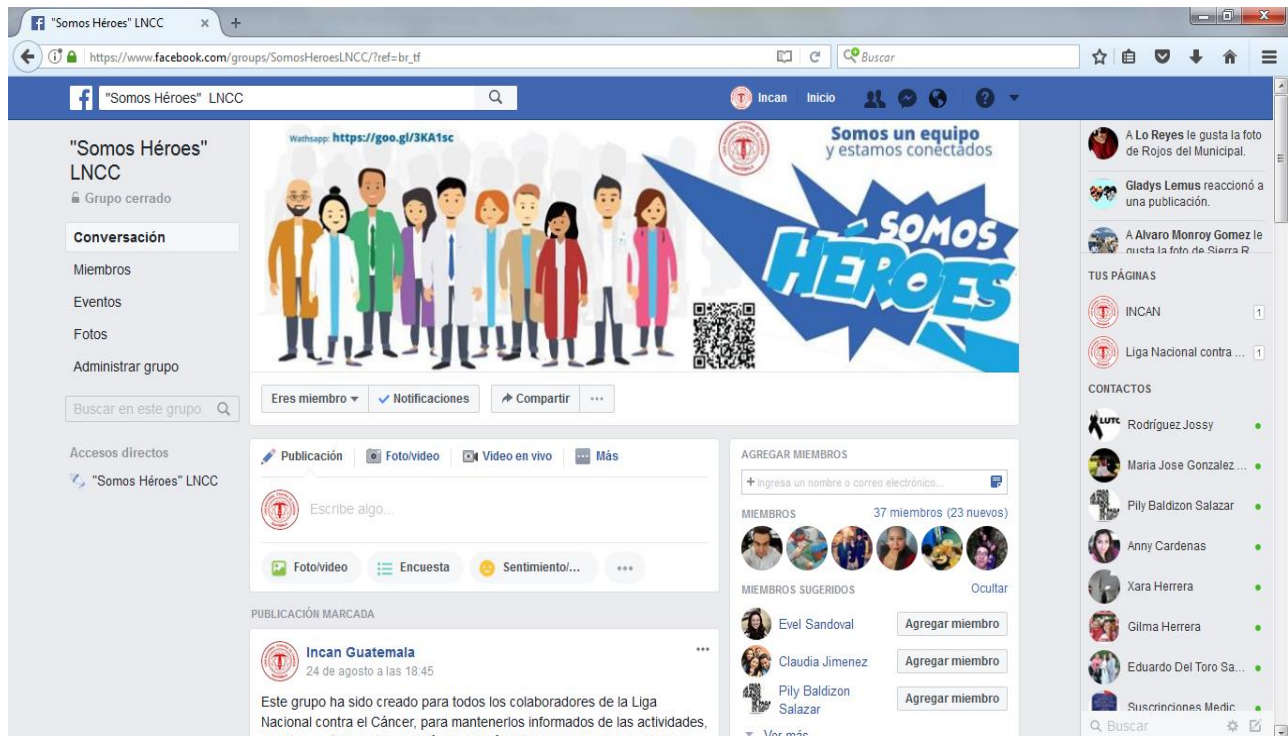 "Somos Héroes" LNCC
https://www.facebook.com/groups/SomosHeroesLNCC/?ref=br_tf
Buscar
"Somos Héroes" LNCC
Incan
Inicio
"Somos Héroes"
LNCC
Grupo cerrado
Conversación
Miembros
Eventos
Fotos
Administrar grupo
Buscar en este grupo
Accesos directos
"Somos Héroes" LNCC
Wathsapp: https://goo.gl/3KA1sc
Somos un equipo
y estamos conectados
SOMOS
HÉROES
Eres miembro
Notificaciones
Compartir
Publicación
Foto/video
Video en vivo
Más
Escribe algo...
Foto/video
Encuesta
Sentimiento/...
PUBLICACIÓN MARCADA
Incan Guatemala
24 de agosto a las 18:45
Este grupo ha sido creado para todos los colaboradores de la Liga
Nacional contra el Cáncer, para mantenerlos informados de las actividades,
AGREGAR MIEMBROS
+ Ingresa un nombre o correo electrónico...
MIEMBROS
37 miembros (23 nuevos)
MIEMBROS SUGERIDOS
Ocultar
Evel Sandoval
Agregar miembro
Claudia Jimenez
Agregar miembro
Pily Baldizon
Salazar
Agregar miembro
Ver más
A Lo Reyes le gusta la foto
de Rojos del Municipal.
Gladys Lemus reaccionó a
una publicación.
A Alvaro Monroy Gomez le
gusta la foto de Sierra R
TUS PÁGINAS
INCAN
1
Liga Nacional contra ...
1
CONTACTOS
LUTO
Rodríguez Jossy
Maria Jose Gonzalez ...
Pily Baldizon Salazar
Anny Cardenas
Xara Herrera
Gilma Herrera
Eduardo Del Toro Sa...
Suscripciones Medic
Buscar